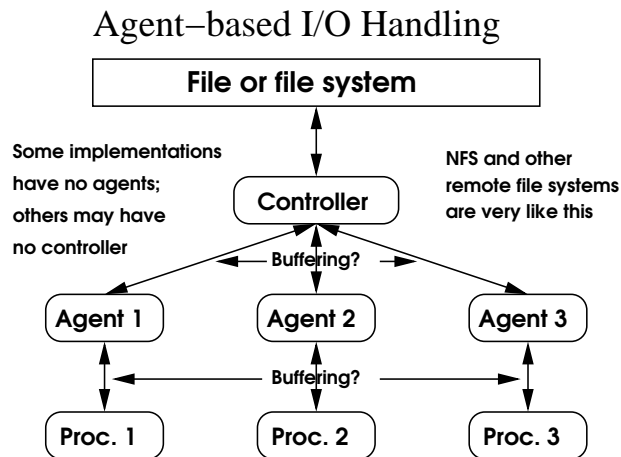 Agent−based I/O Handling
File or file system
Some implementations
have no agents;
others may have
no controller
NFS and other
remote file systems
are very like this
Controller
Buffering?
Agent 1
Agent 2
Agent 3
Buffering?
Proc. 1
Proc. 2
Proc. 3